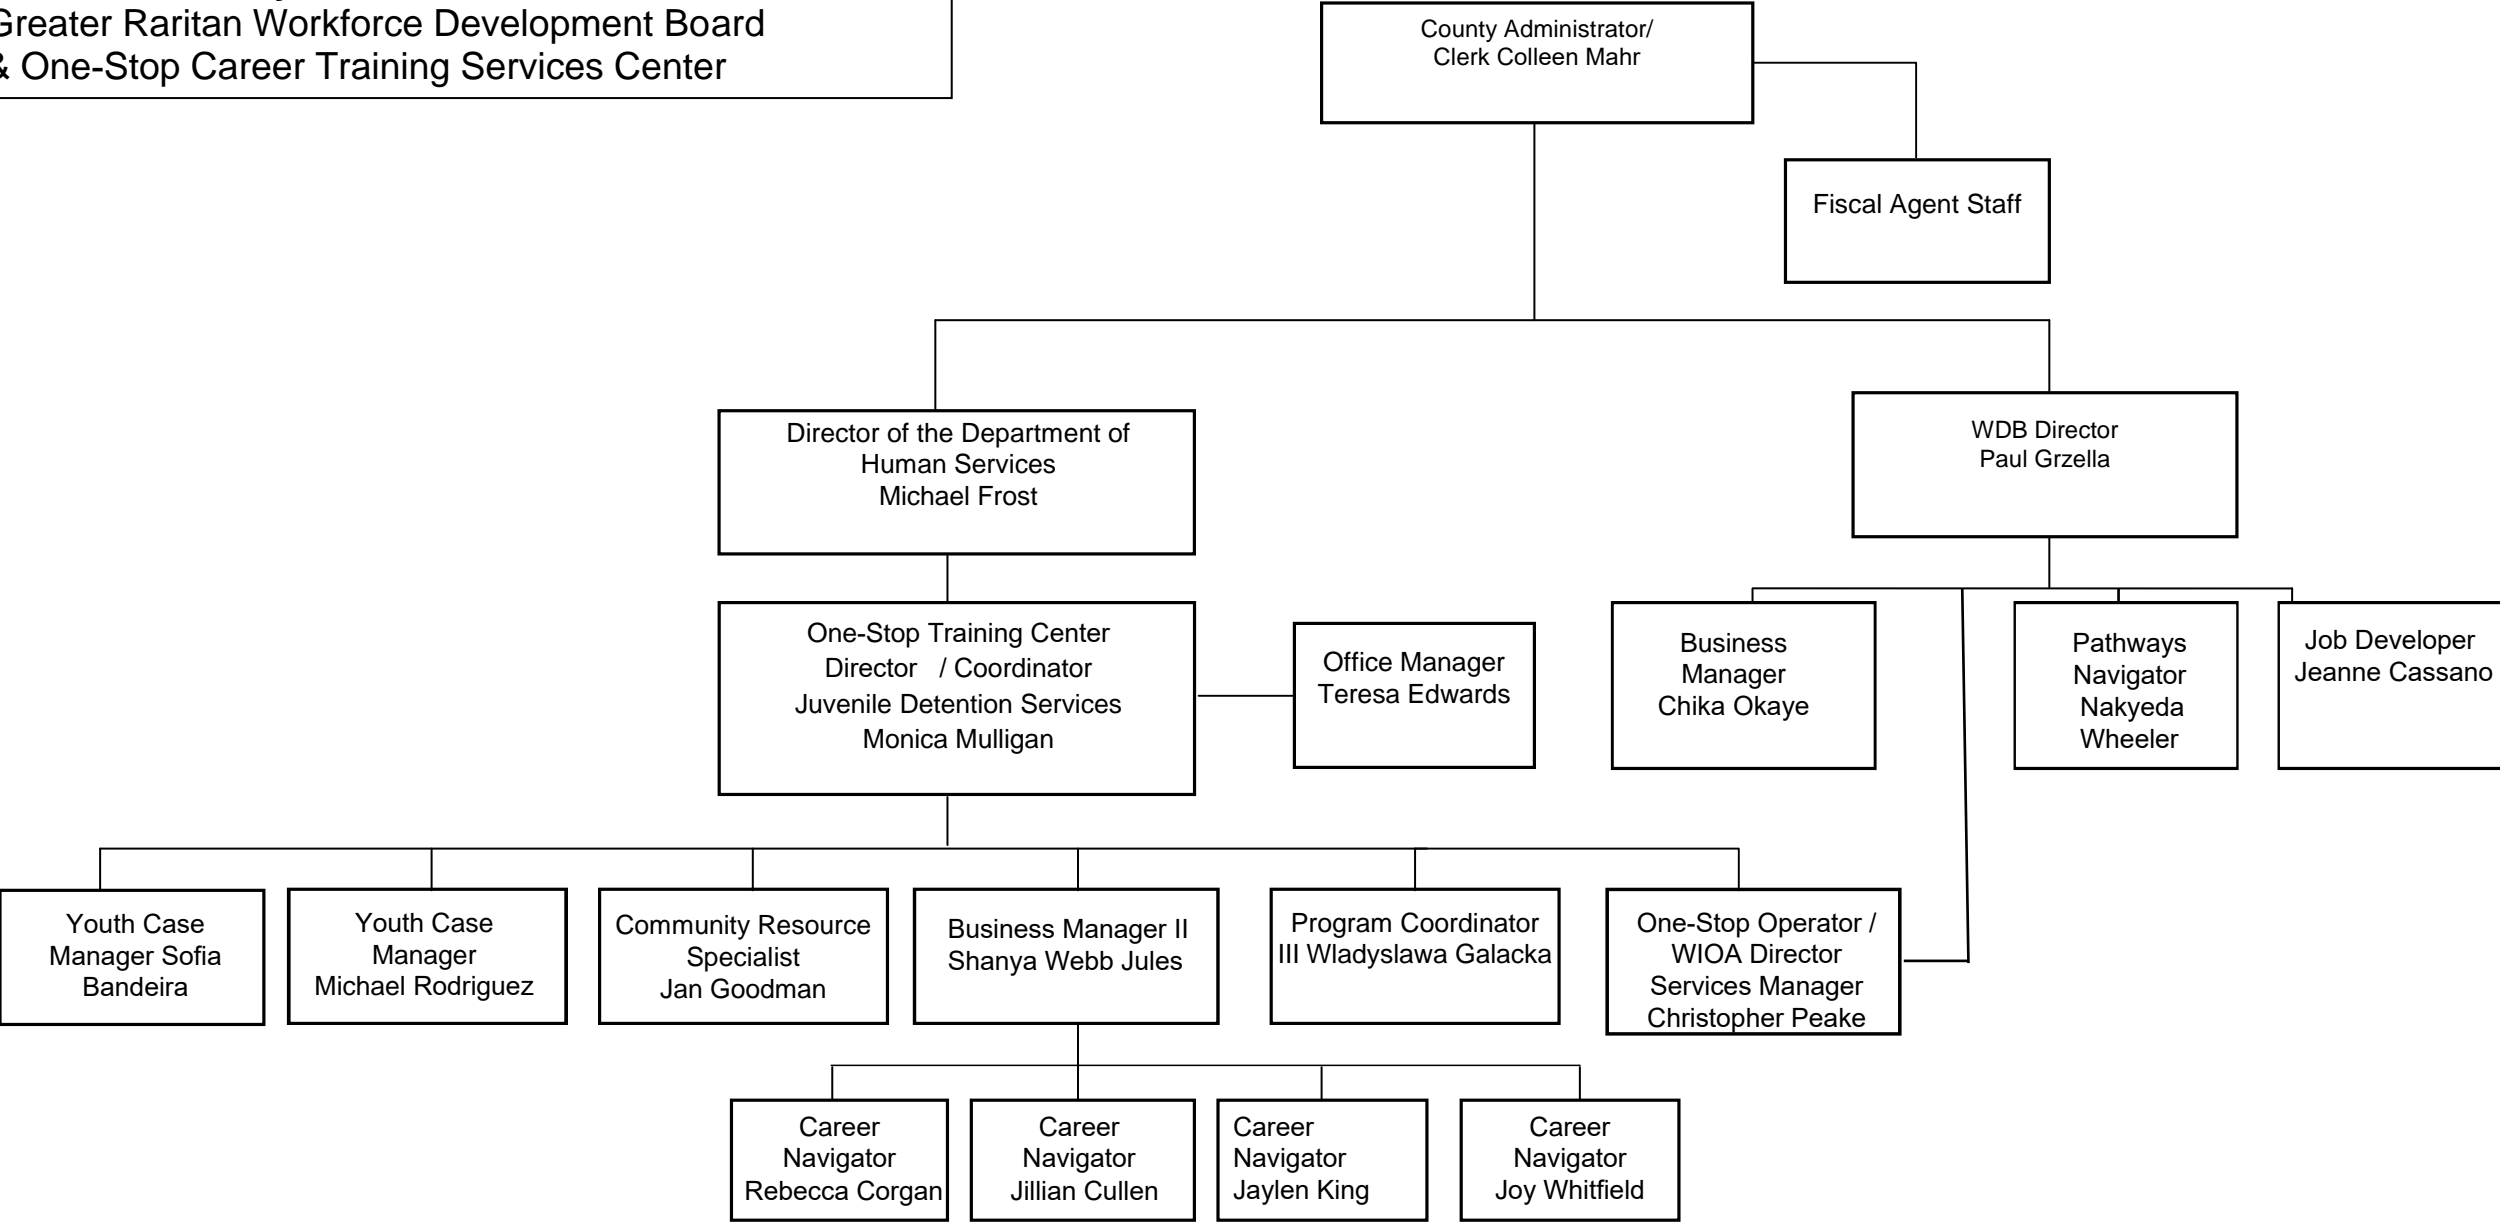 Greater Raritan Workforce Development Board
& One-Stop Career Training Services Center
County Administrator/
Clerk Colleen Mahr
Fiscal Agent Staff
Director of the Department of
Human Services
Michael Frost
WDB Director
Paul Grzella
One-Stop Training Center
Director / Coordinator
Juvenile Detention Services
Monica Mulligan
Office Manager
Teresa Edwards
Business
Manager
Chika Okaye
Pathways
Navigator
Nakyeda
Wheeler
Job Developer
Jeanne Cassano
Youth Case
Manager Sofia
Bandeira
Youth Case
Manager
Michael Rodriguez
Community Resource
Specialist
Jan Goodman
Business Manager II
Shanya Webb Jules
Program Coordinator
III Wladyslawa Galacka
One-Stop Operator /
WIOA Director
Services Manager
Christopher Peake
Career
Navigator
Rebecca Corgan
Career
Navigator
Jillian Cullen
Career
Navigator
Jaylen King
Career
Navigator
Joy Whitfield